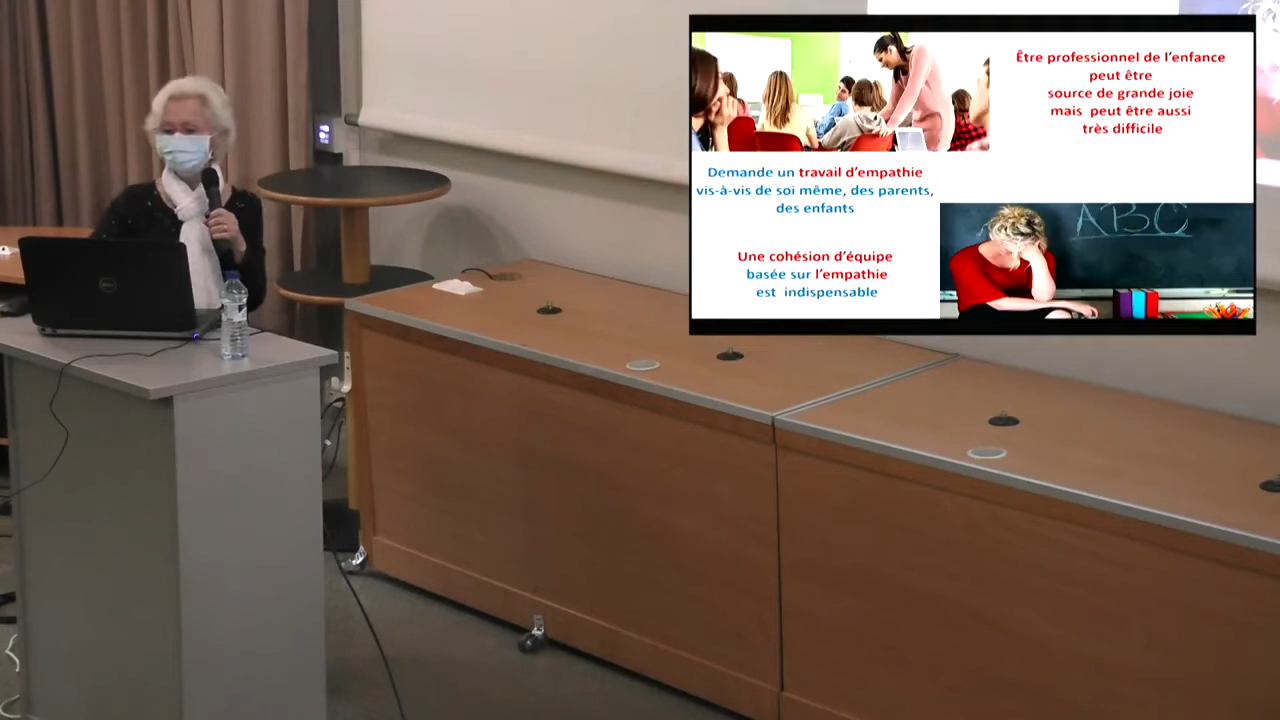 Être professionnel de l'enfance
peut être
source de grande joie
mais peut être aussi
très difficile
Demande un travail d'empathie
vis-à-vis de soi même, des parents,
des enfants
Une cohésion d'équipe
basée sur l'empathie
est indispensable
ABC
DELL